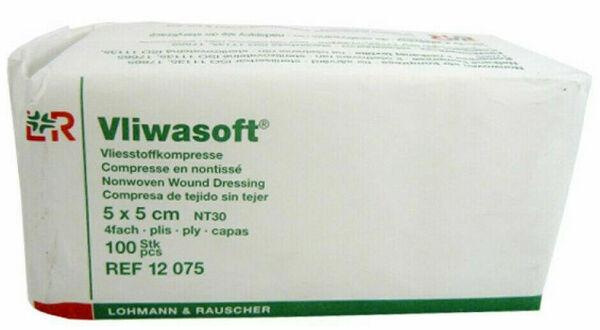 L+R
Vliwasoft®
Vliesstoffkompresse
Compresse en nontissé
Nonwoven Wound Dressing
Compresa de tejido sin tejer
5 x 5 cm NT30
4fach · plis · ply · capas
100 Stk pcs
REF 12 075
LOHMANN & RAUSCHER